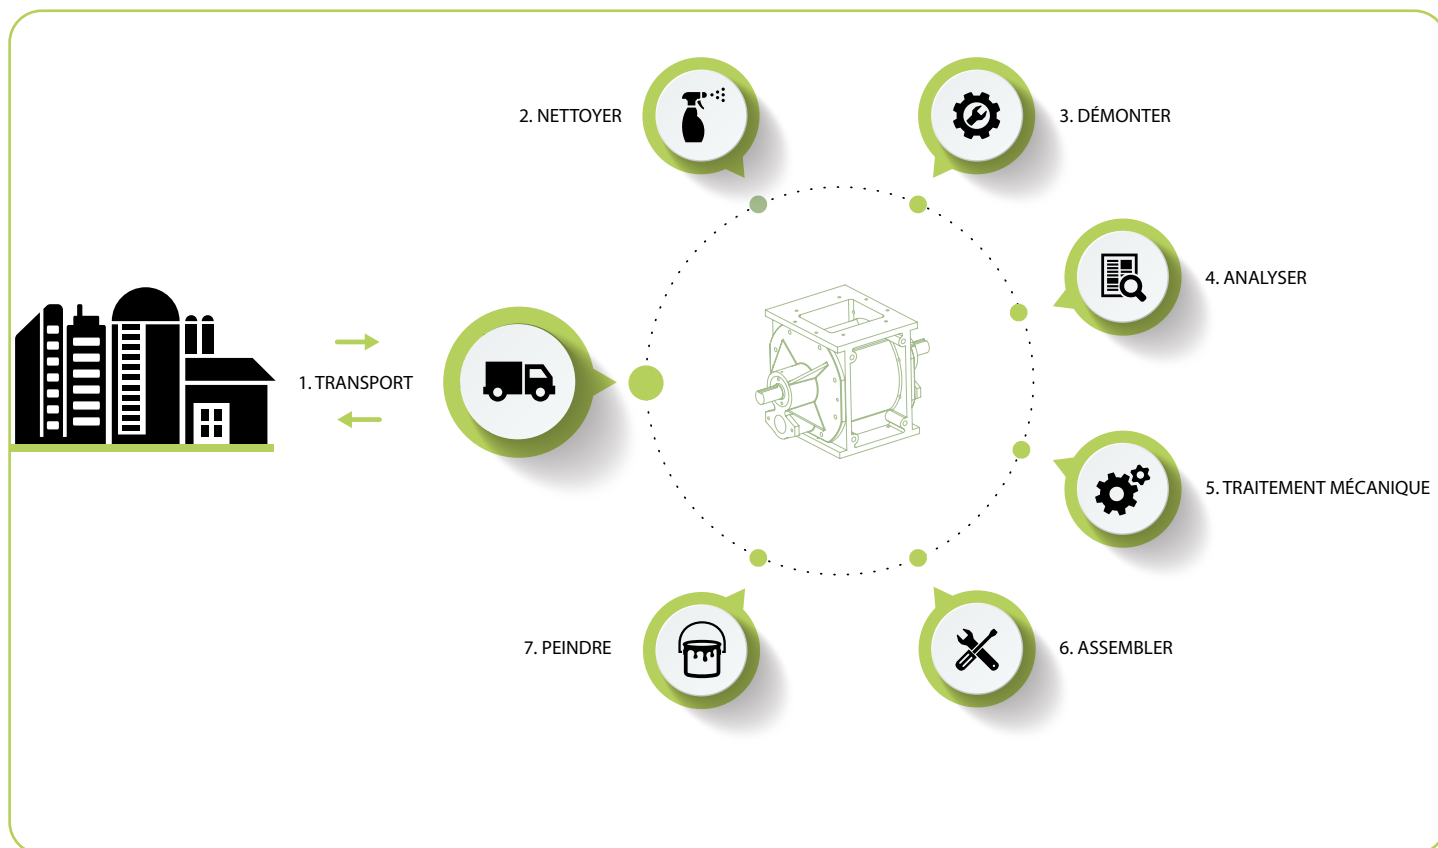 2. NETTOYER
3. DÉMONTER
4. ANALYSER
1. TRANSPORT
5. TRAITEMENT MÉCANIQUE
7. PEINDRE
6. ASSEMBLER